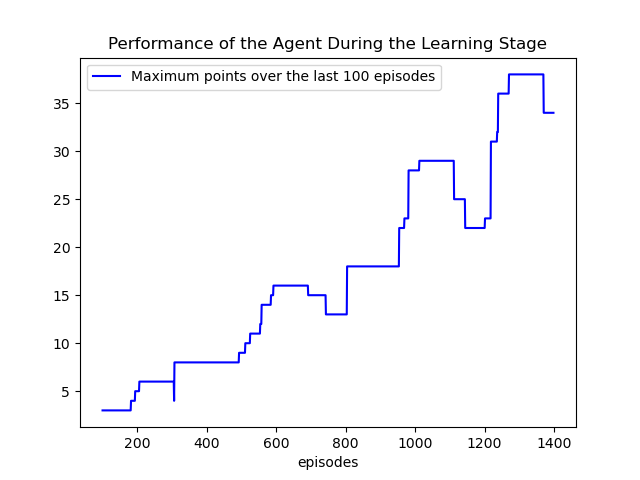 Performance of the Agent During the Learning Stage
Maximum points over the last 100 episodes
35
30
25
20
15
10
5
200 400 600 800 1000 1200 1400
episodes